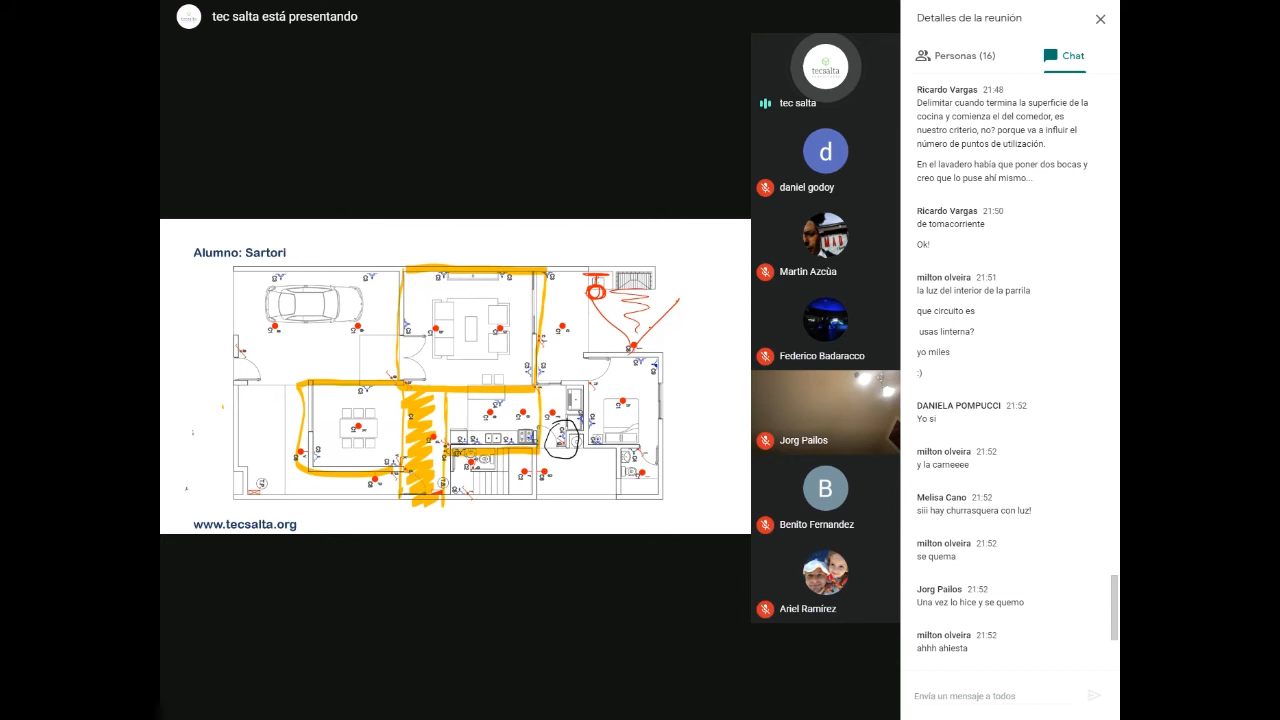 tec salta está presentando
Alumno: Sartori
www.tecsalta.org
tecsalta
tec salta
d
daniel godoy
Martín Azcùa
Federico Badaracco
Jorg Pailos
B
Benito Fernandez
Ariel Ramírez
Detalles de la reunión
Personas (16)
Chat
Ricardo Vargas 21:48
Delimitar cuando termina la superficie de la
cocina y comienza el del comedor, es
nuestro criterio, no? porque va a influir el
número de puntos de utilización.
En el lavadero había que poner dos bocas y
creo que lo puse ahí mismo...
Ricardo Vargas 21:50
de tomacorriente
Ok!
milton olveira 21:51
la luz del interior de la parrila
que circuito es
usas linterna?
yo miles
:)
DANIELA POMPUCCI 21:52
Yo si
milton olveira 21:52
y la carneeee
Melisa Cano 21:52
siii hay churrasquera con luz!
milton olveira 21:52
se quema
Jorg Pailos 21:52
Una vez lo hice y se quemo
milton olveira 21:52
ahhh ahiesta
Envía un mensaje a todos